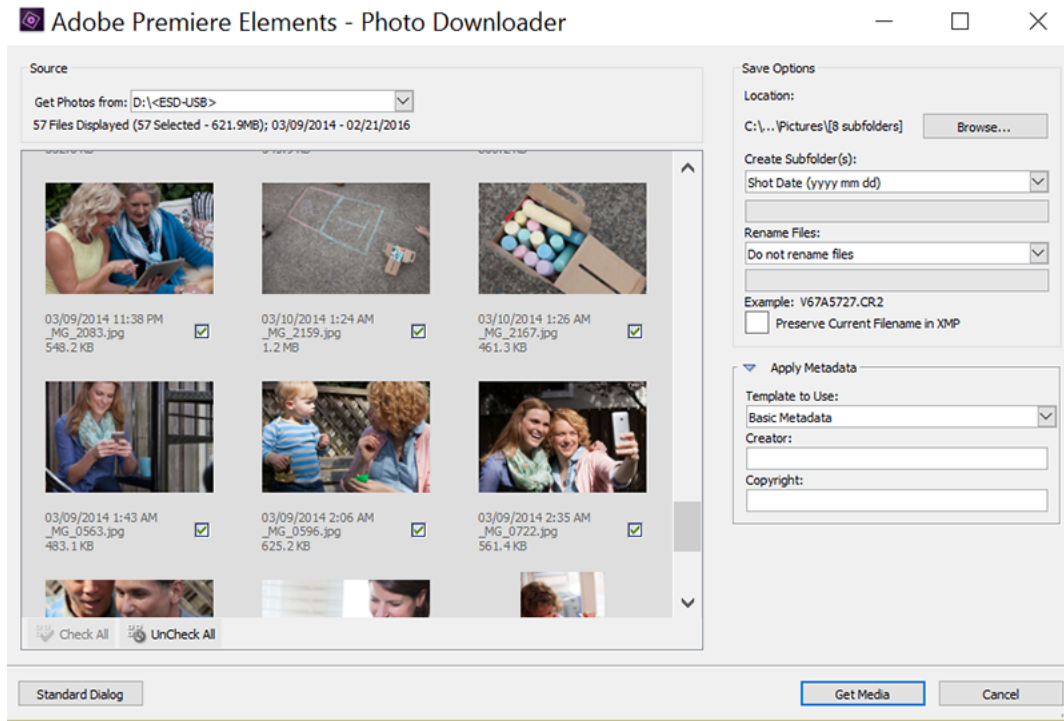 Adobe Premiere Elements - Photo Downloader
Source
Get Photos from: D:\<ESD-USB>
57 Files Displayed (57 Selected - 621.9MB); 03/09/2014 - 02/21/2016
03/09/2014 11:38 PM
_MG_2083.jpg
548.2 KB
03/10/2014 1:24 AM
_MG_2159.jpg
1.2 MB
03/10/2014 1:26 AM
_MG_2167.jpg
461.3 KB
03/09/2014 1:43 AM
_MG_0563.jpg
483.1 KB
03/09/2014 2:06 AM
_MG_0596.jpg
625.2 KB
03/09/2014 2:35 AM
_MG_0722.jpg
561.4 KB
Check All
UnCheck All
Save Options
Location:
C:\...\Pictures\[8 subfolders]
Browse...
Create Subfolder(s):
Shot Date (yyyy mm dd)
Rename Files:
Do not rename files
Example: V67A5727.CR2
Preserve Current Filename in XMP
Apply Metadata
Template to Use:
Basic Metadata
Creator:
Copyright:
Standard Dialog
Get Media
Cancel